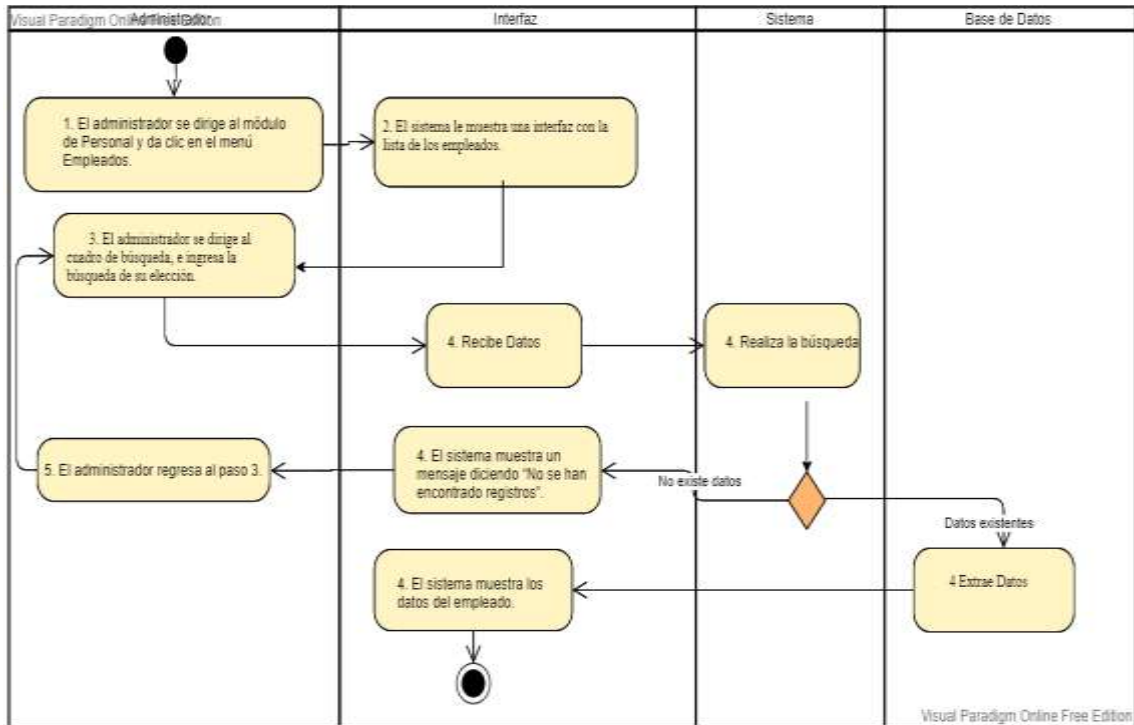 Visual Paradigm Online Free Edition
Administrador
Interfaz
Sistema
Base de Datos
1. El administrador se dirige al módulo
de Personal y da clic en el menú
Empleados.
2. El sistema le muestra una interfaz con la
lista de los empleados.
3. El administrador se dirige al
cuadro de búsqueda, e ingresa la
búsqueda de su elección.
4. Recibe Datos
4. Realiza la búsqueda
5. El administrador regresa al paso 3.
4. El sistema muestra un
mensaje diciendo “No se han
encontrado registros”.
No existe datos
Datos existentes
4. El sistema muestra los
datos del empleado.
4 Extrae Datos
Visual Paradigm Online Free Edition